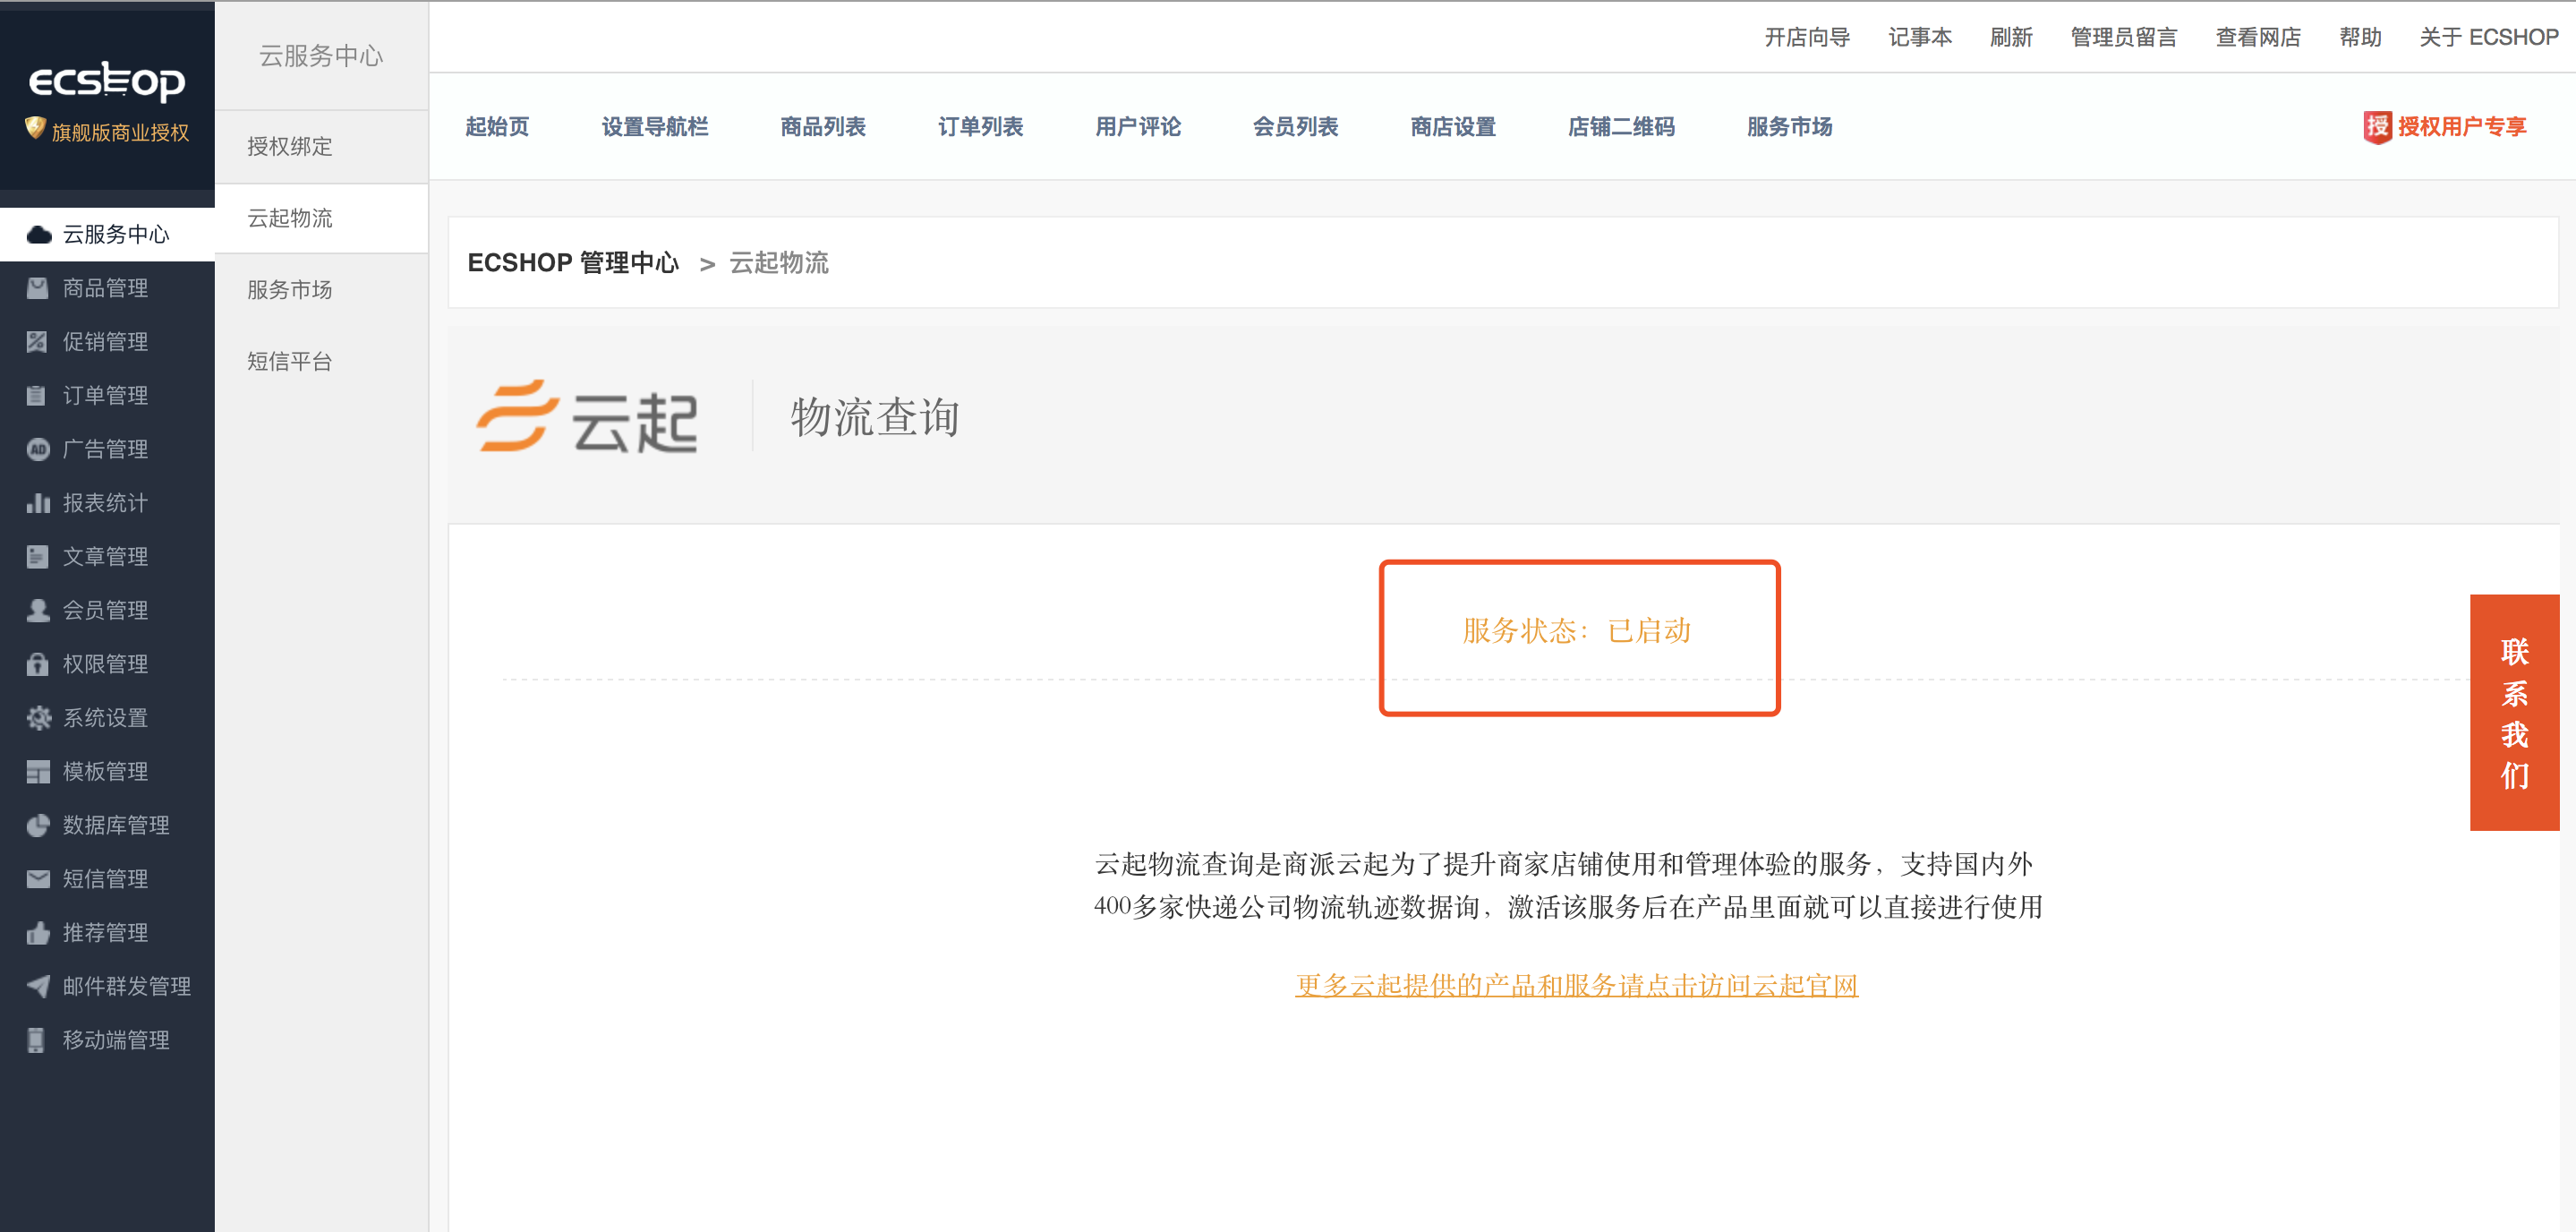 ecshop
旗舰版商业授权
云服务中心
商品管理
促销管理
订单管理
广告管理
报表统计
文章管理
会员管理
权限管理
系统设置
模板管理
数据库管理
短信管理
推荐管理
邮件群发管理
移动端管理
云服务中心
授权绑定
云起物流
服务市场
短信平台
开店向导 记事本 刷新 管理员留言 查看网店 帮助 关于 ECSHOP
起始页 设置导航栏 商品列表 订单列表 用户评论 会员列表 商店设置 店铺二维码 服务市场 授 授权用户专享
ECSHOP 管理中心 > 云起物流
云起 物流查询
服务状态：已启动
云起物流查询是商派云起为了提升商家店铺使用和管理体验的服务，支持国内外
400多家快递公司物流轨迹数据询，激活该服务后在产品里面就可以直接进行使用
更多云起提供的产品和服务请点击访问云起官网
联系我们